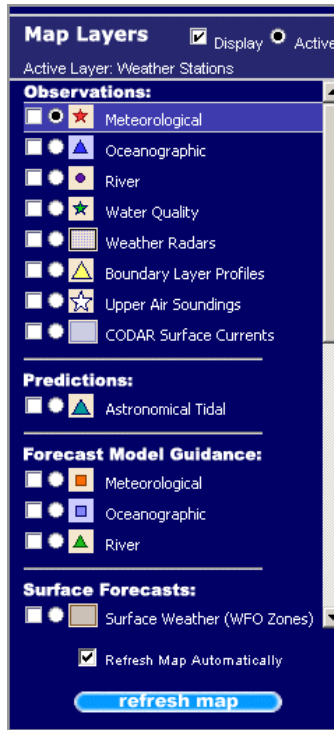 Map Layers Display Active
Active Layer: Weather Stations
Observations:
Meteorological
Oceanographic
River
Water Quality
Weather Radars
Boundary Layer Profiles
Upper Air Soundings
CODAR Surface Currents
Predictions:
Astronomical Tidal
Forecast Model Guidance:
Meteorological
Oceanographic
River
Surface Forecasts:
Surface Weather (WFO Zones)
Refresh Map Automatically
refresh map